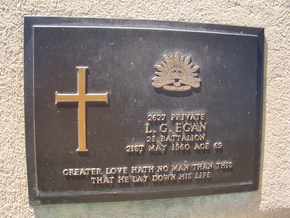 2627 PRIVATE
L. G. EGAN
25 BATTALION
21ST MAY 1960 AGE 69
GREATER LOVE HATH NO MAN THAN THIS
THAT HE LAY DOWN HIS LIFE